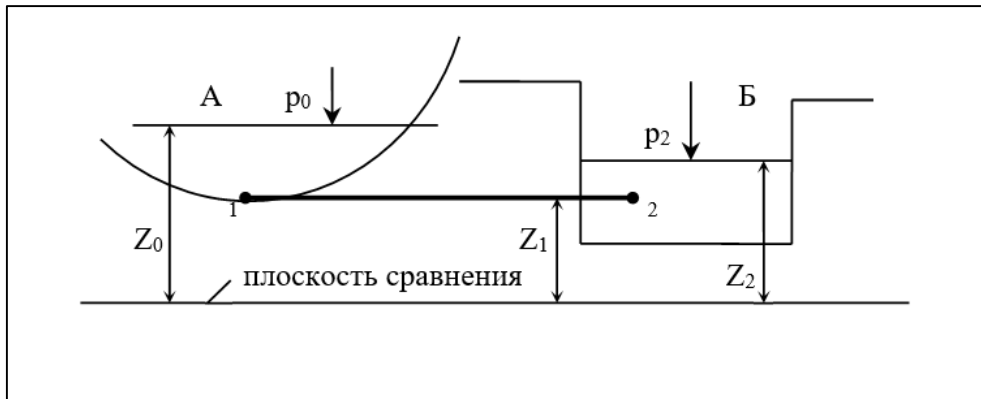 А
p₀
Б
p₂
1
2
Z₀
Z₁
Z₂
плоскость сравнения